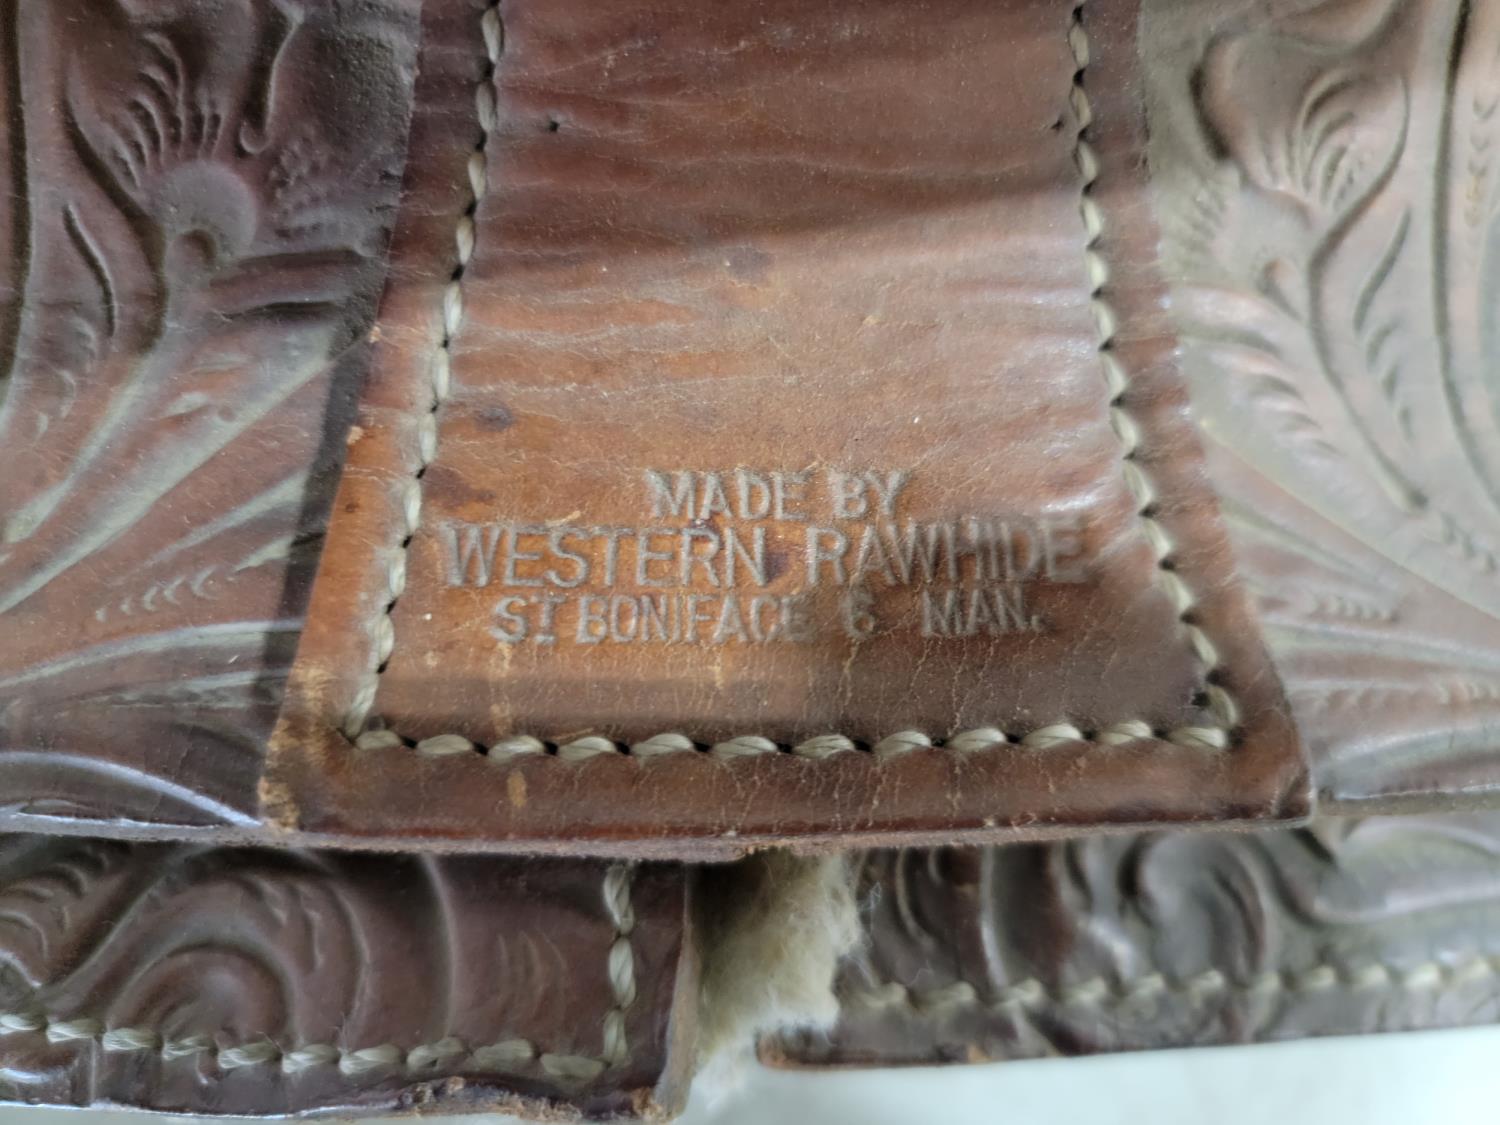 MADE BY
WESTERN RAWHIDE
ST BONIFACE 6 MAN.